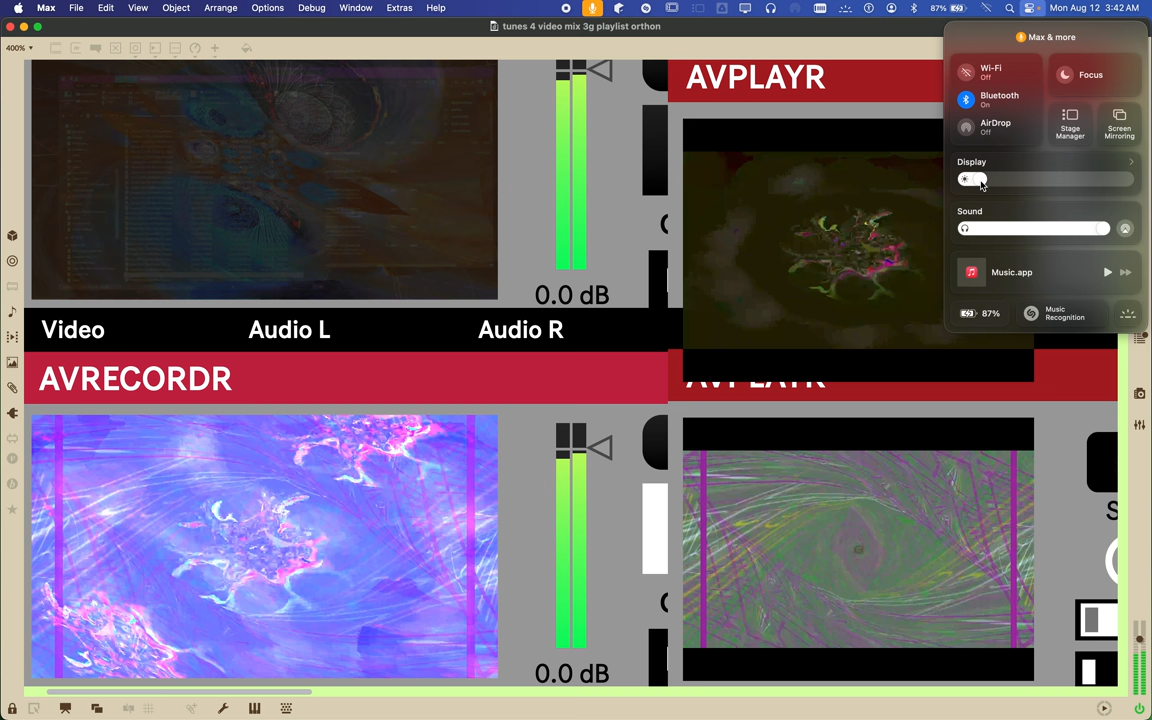 Max File Edit View Object Arrange Options Debug Window Extras Help 87% Mon Aug 12 3:42 AM
tunes 4 video mix 3g playlist orthon
400%
Max & more
Wi-Fi
Off
Bluetooth
On
AirDrop
Off
Focus
Stage
Manager
Screen
Mirroring
Display
Sound
Music.app
87%
Music
Recognition
AVPLAYR
0.0 dB
Video Audio L Audio R
AVRECORDR
AVPLAYR
0.0 dB